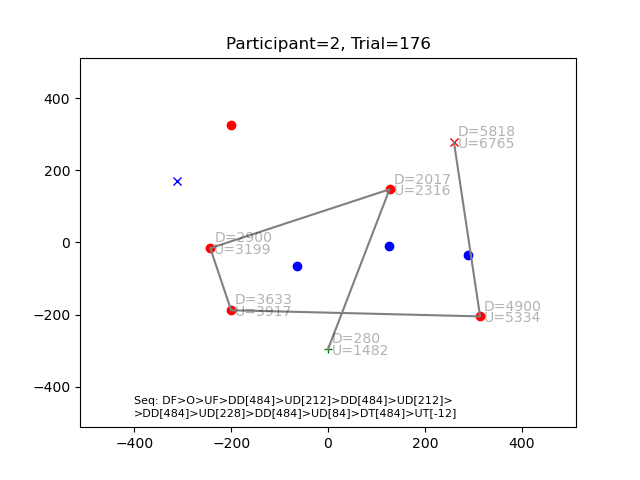 Participant=2, Trial=176
400
200
0
−200
−400
−400
−200
0
200
400
D=5818
U=6765
D=2017
U=2316
D=2900
U=3199
D=3633
U=3917
D=4900
U=5334
D=280
U=1482
Seq: DF>O>UF>DD[484]>UD[212]>DD[484]>UD[212]>
>DD[484]>UD[228]>DD[484]>UD[84]>DT[484]>UT[-12]